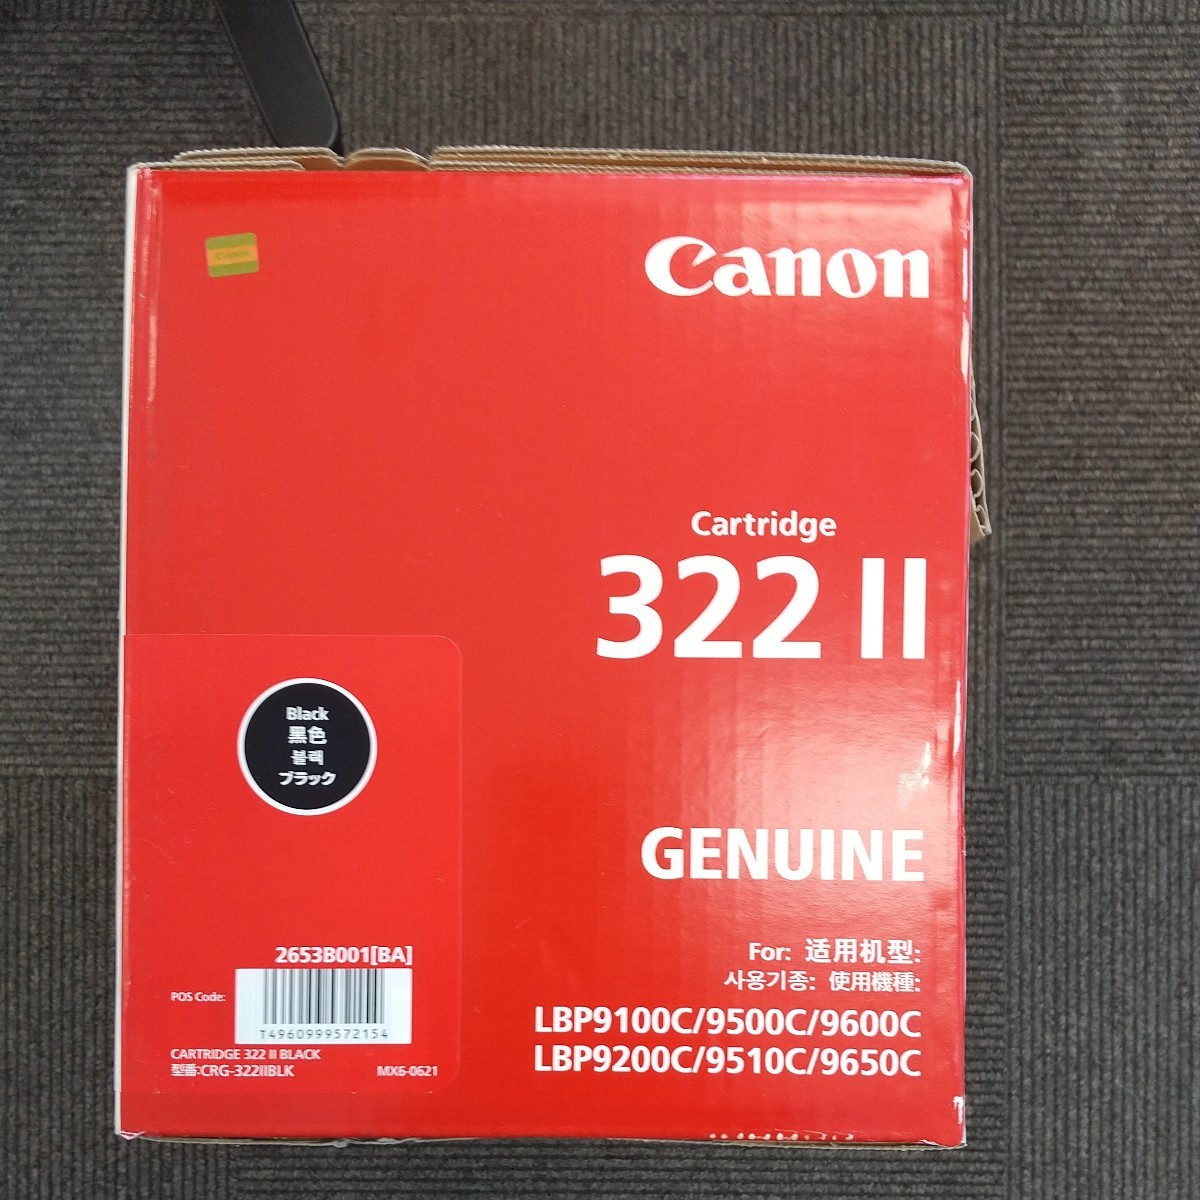 Canon
Canon
Cartridge
322 II
Black
黑色
블랙
ブラック
GENUINE
For: 适用机型:
사용기종: 使用機種:
LBP9100C/9500C/9600C
LBP9200C/9510C/9650C
2653B001[BA]
POS Code:
T4960999572154
CARTRIDGE 322 II BLACK
型番:CRG-322IIBLK MX6-0621